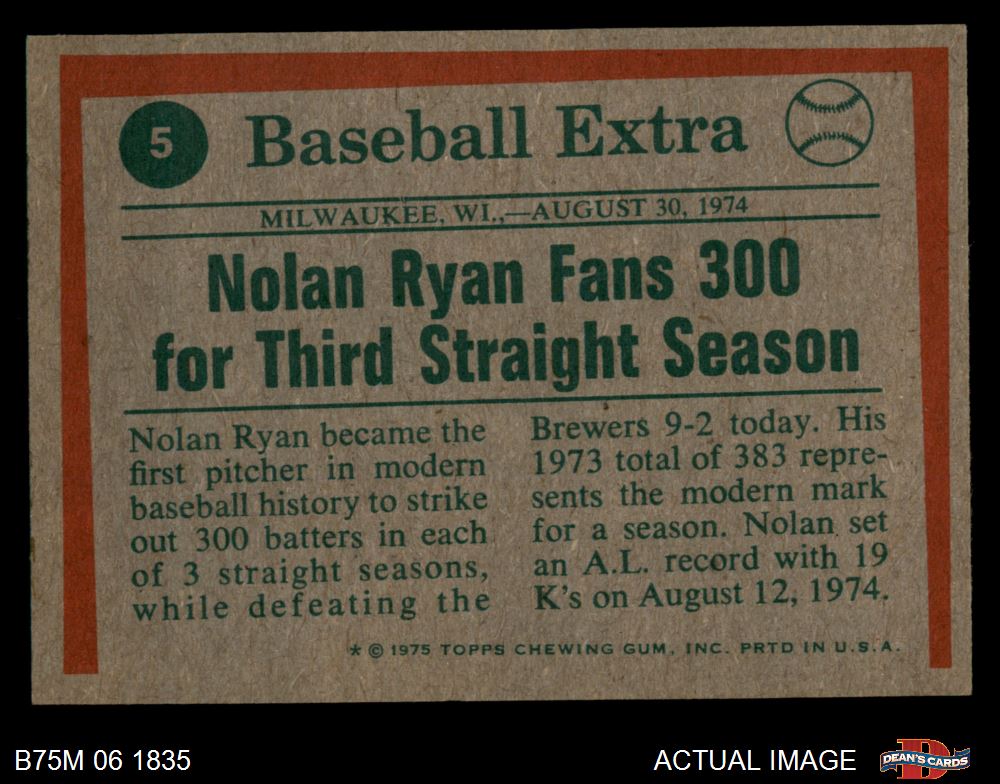 5
Baseball Extra
MILWAUKEE, WI.,—AUGUST 30, 1974
Nolan Ryan Fans 300
for Third Straight Season
Nolan Ryan became the
first pitcher in modern
baseball history to strike
out 300 batters in each
of 3 straight seasons,
while defeating the
Brewers 9-2 today. His
1973 total of 383 repre-
sents the modern mark
for a season. Nolan set
an A.L. record with 19
K's on August 12, 1974.
* © 1975 TOPPS CHEWING GUM, INC. PRTD IN U.S.A.
B75M 06 1835
ACTUAL IMAGE
D
DEAN'S CARDS